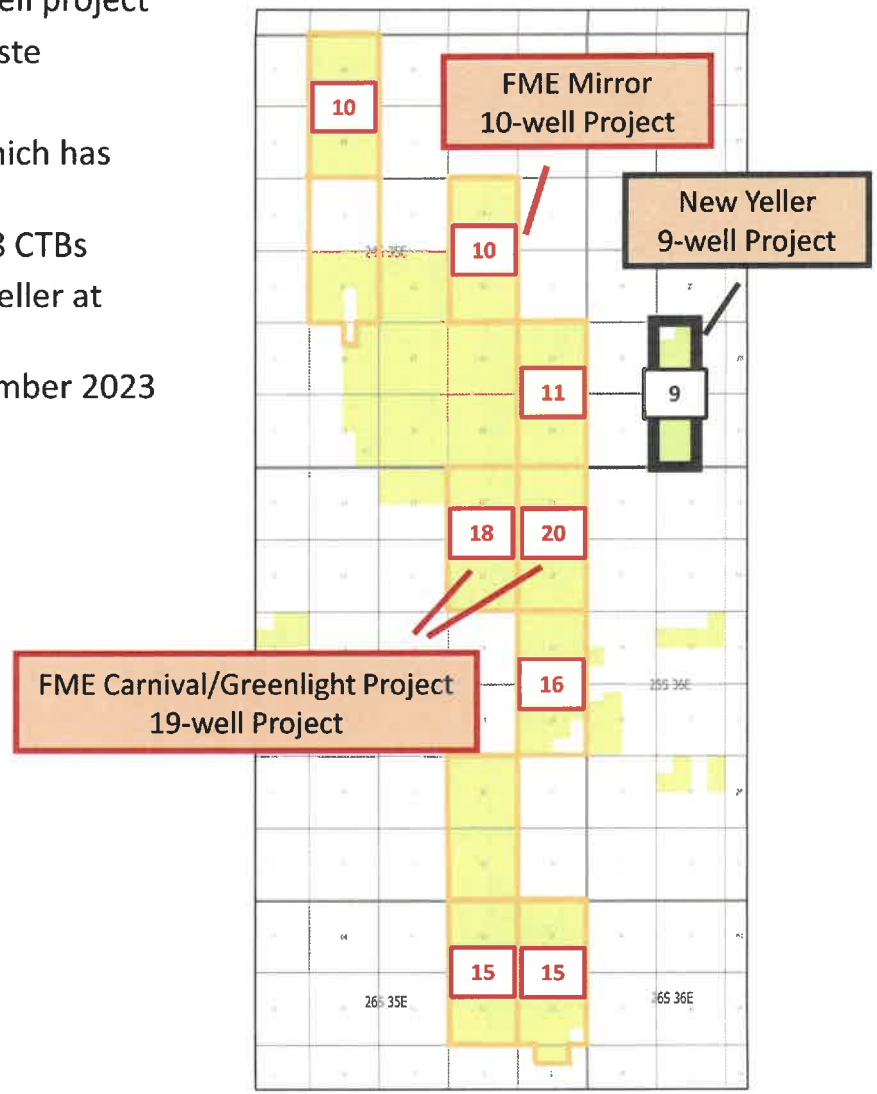 ell project
ste
hich has
8 CTBs
eller at
mber 2023
10
FME Mirror
10-well Project
New Yeller
9-well Project
10
11
9
18
20
FME Carnival/Greenlight Project
19-well Project
16
25S 36E
15
15
26S 35E
6S 36E